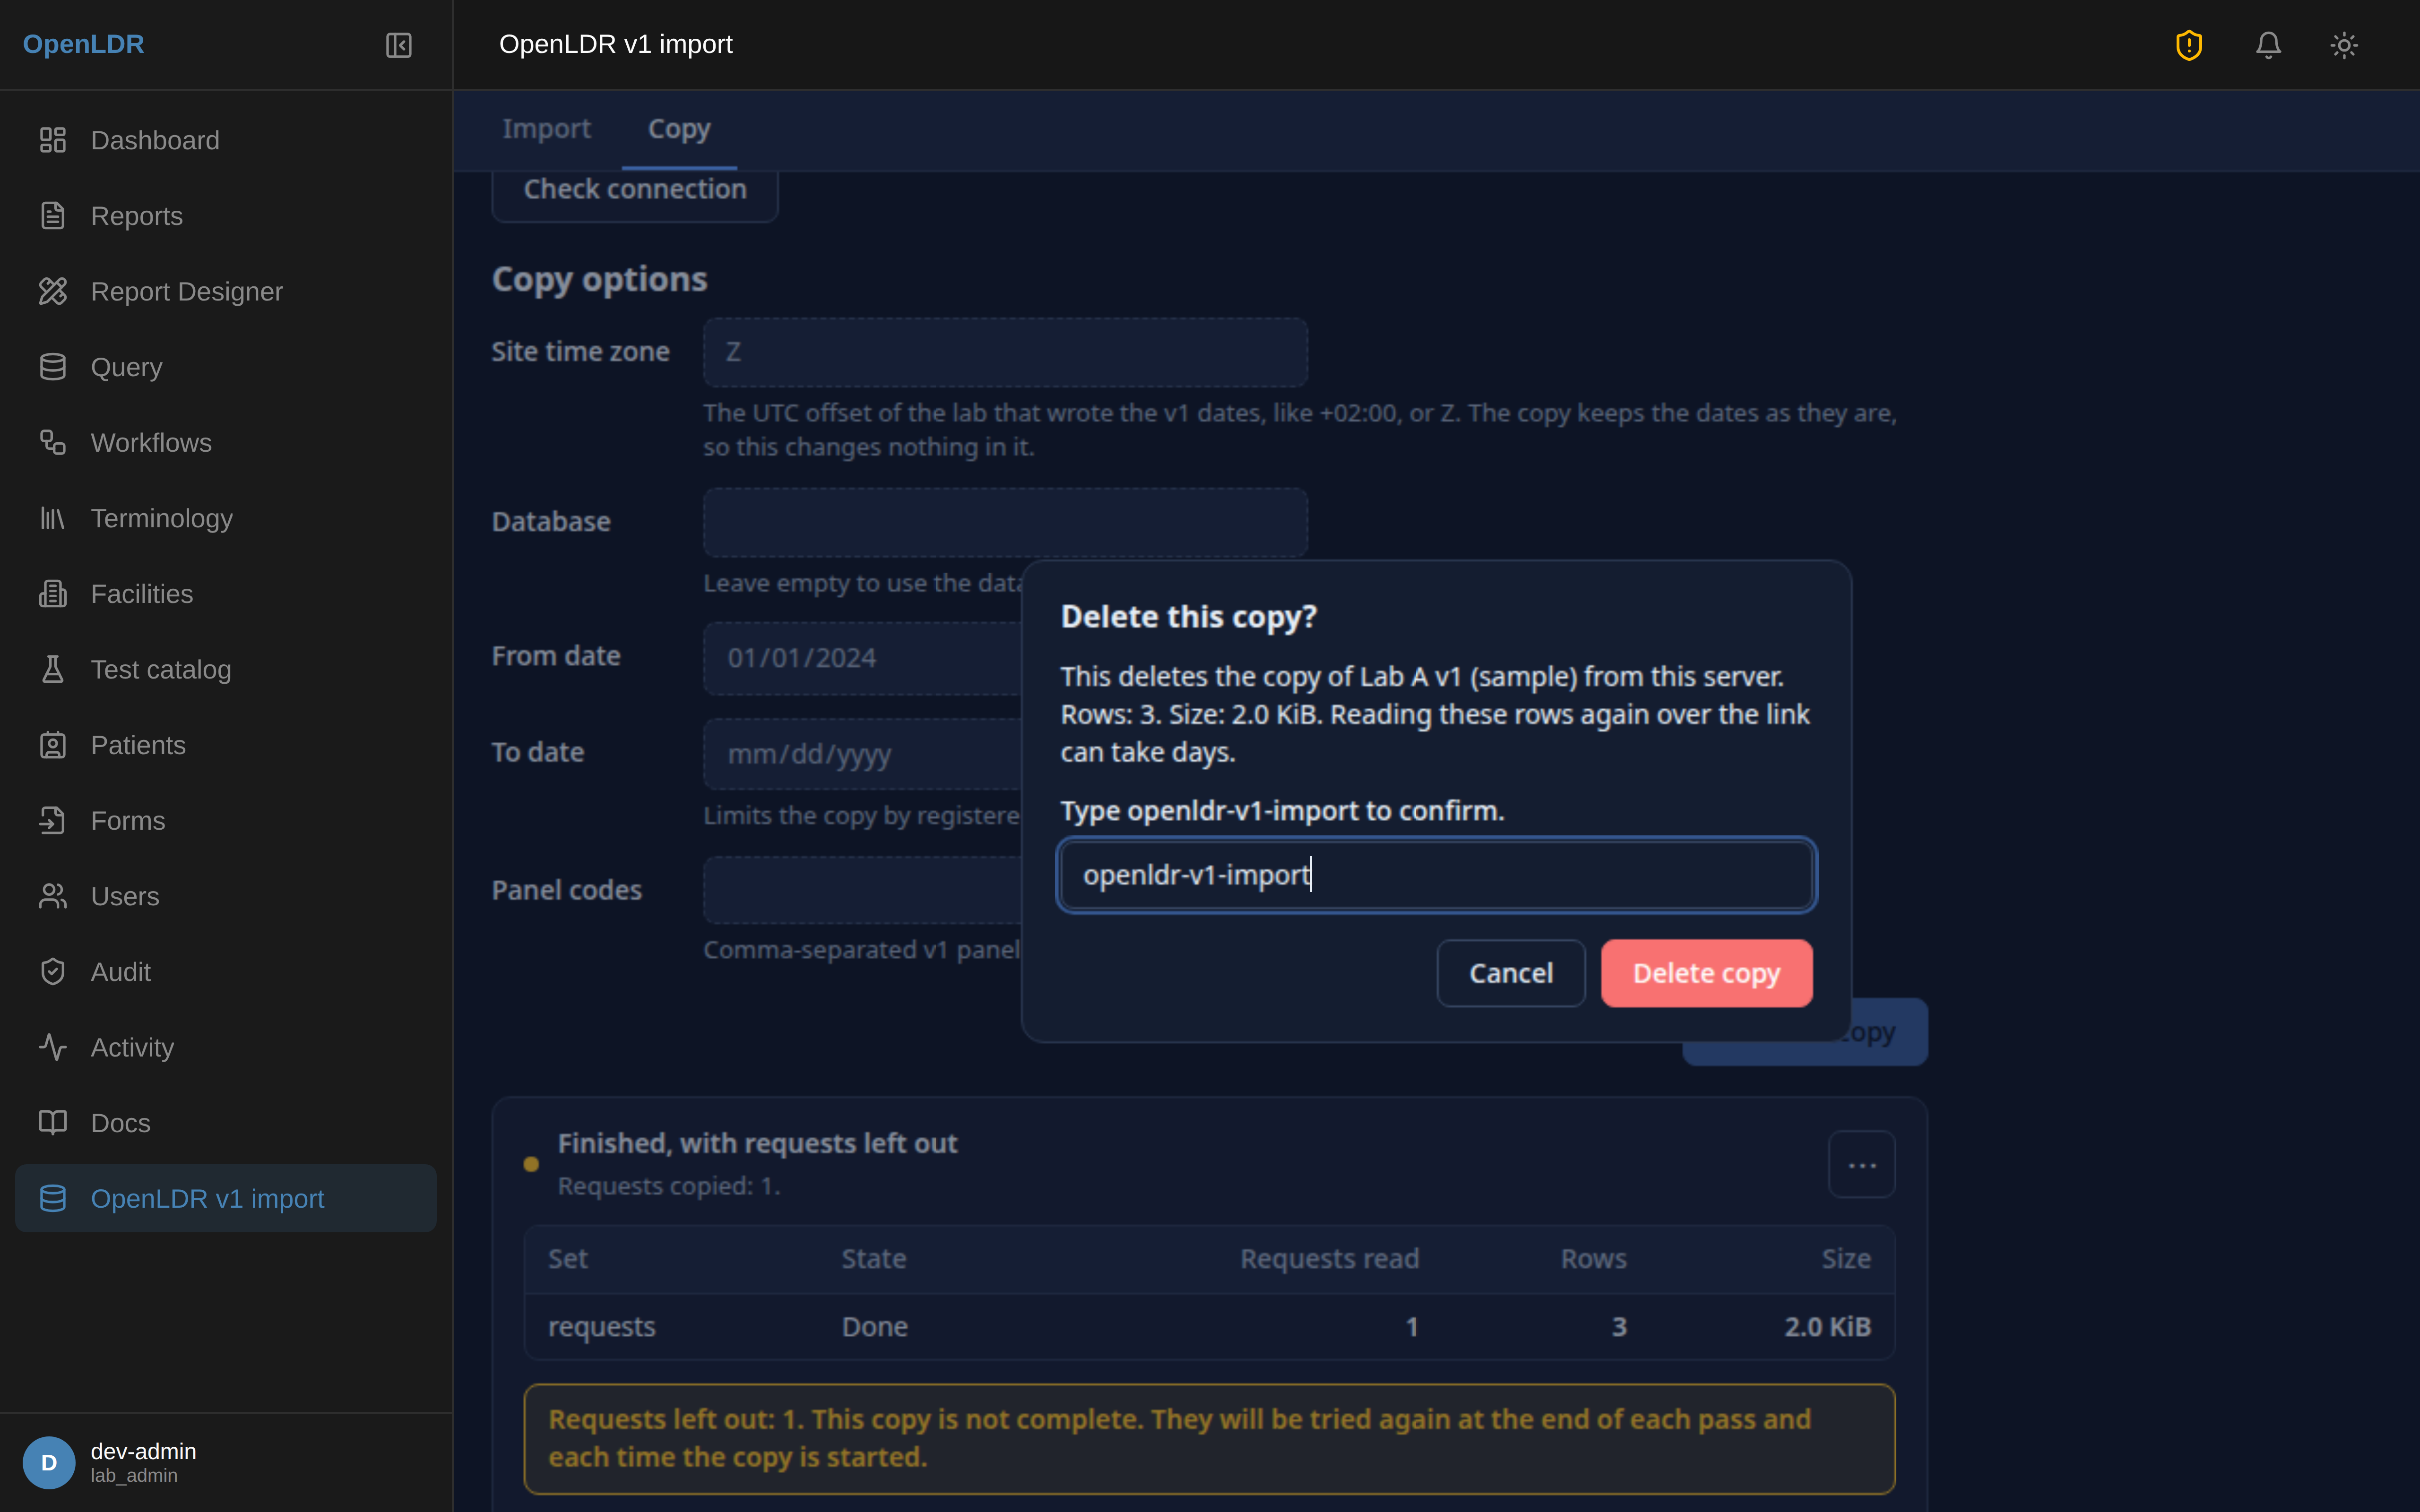 OpenLDR
OpenLDR v1 import
Dashboard
Reports
Report Designer
Query
Workflows
Terminology
Facilities
Test catalog
Patients
Forms
Users
Audit
Activity
Docs
OpenLDR v1 import
D
dev-admin
lab_admin
Import
Copy
Check connection
Copy options
Site time zone
Z
The UTC offset of the lab that wrote the v1 dates, like +02:00, or Z. The copy keeps the dates as they are,
so this changes nothing in it.
Database
Leave empty to use the
From date
01/01/2024
To date
mm/dd/yyyy
Limits the copy by
Panel codes
Comma-separated v1 panel
Delete this copy?
This deletes the copy of Lab A v1 (sample) from this server.
Rows: 3. Size: 2.0 KiB. Reading these rows again over the link
can take days.
Type openldr-v1-import to confirm.
openldr-v1-import
Cancel
Delete copy
Finished, with requests left out
Requests copied: 1.
...
Set State Requests read Rows Size
requests Done 1 3 2.0 KiB
Requests left out: 1. This copy is not complete. They will be tried again at the end of each pass and
each time the copy is started.